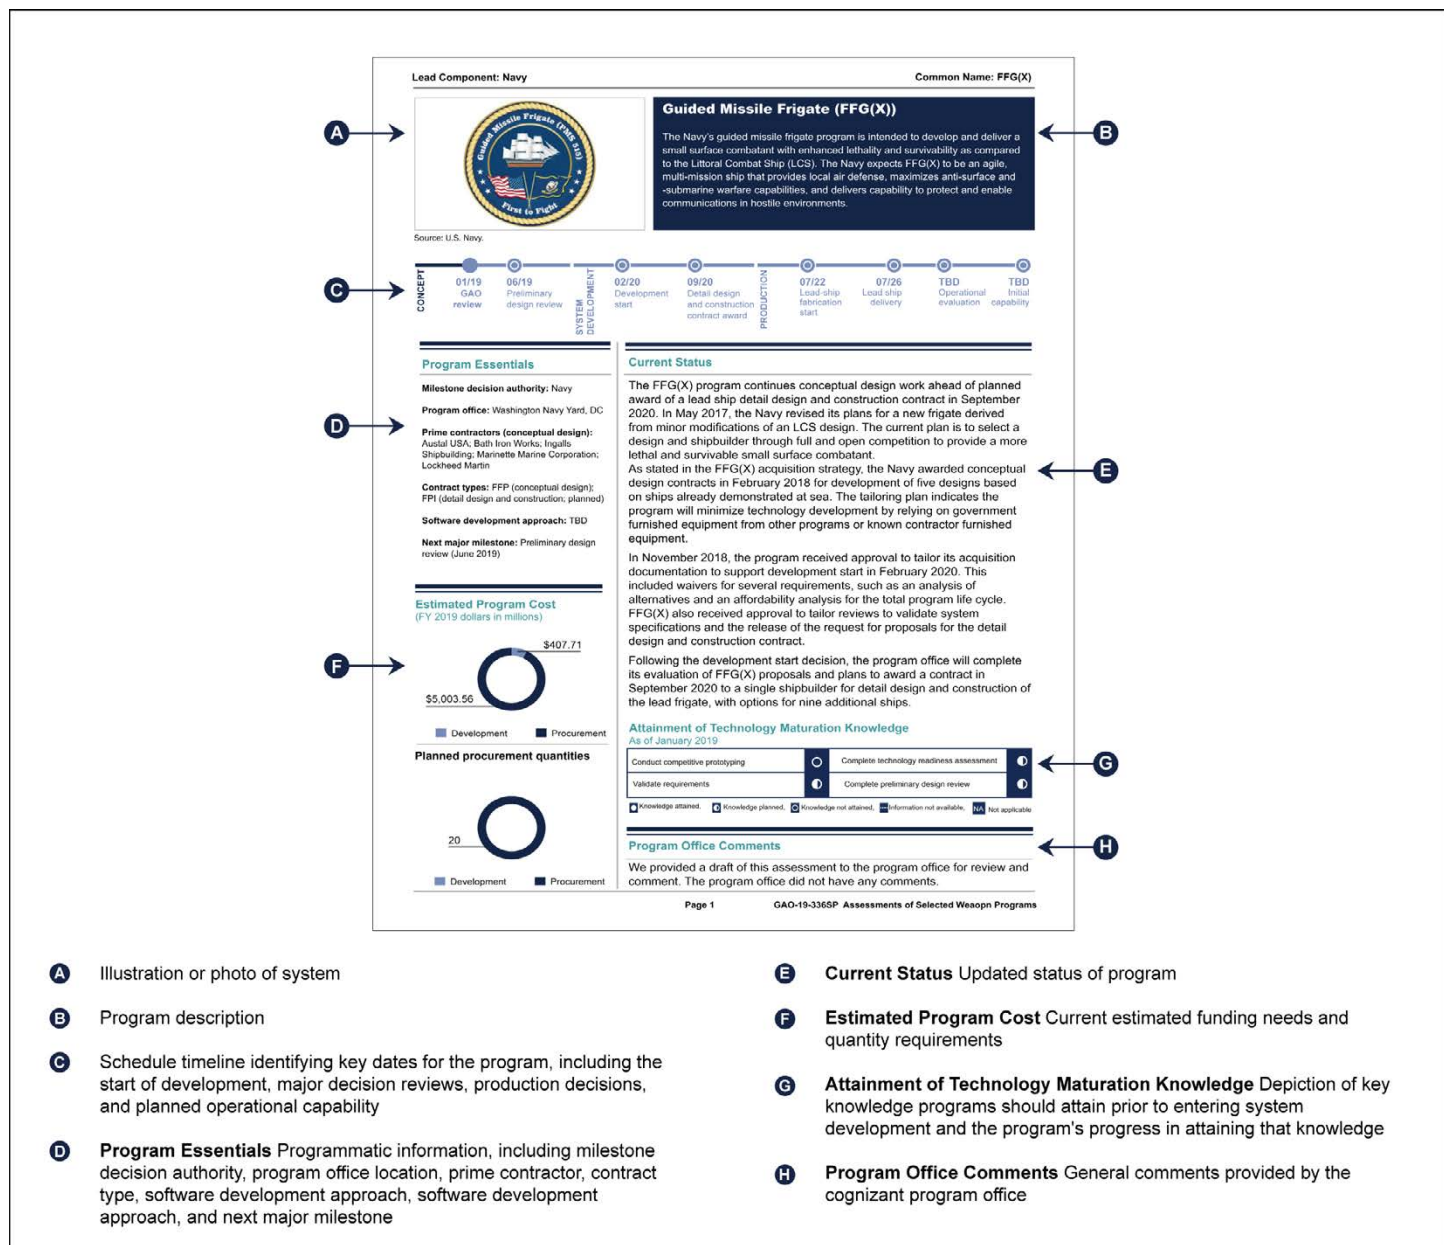 Lead Component: Navy
Common Name: FFG(X)
A
Guided Missile Frigate (PMS 515)
First to Fight
Source: U.S. Navy.
Guided Missile Frigate (FFG(X))
The Navy's guided missile frigate program is intended to develop and deliver a
small surface combatant with enhanced lethality and survivability as compared
to the Littoral Combat Ship (LCS). The Navy expects FFG(X) to be an agile,
multi-mission ship that provides local air defense, maximizes anti-surface and
-submarine warfare capabilities, and delivers capability to protect and enable
communications in hostile environments.
B
C
CONCEPT
01/19
GAO
review
06/19
Preliminary
design review
SYSTEM
DEVELOPMENT
02/20
Development
start
09/20
Detail design
and construction
contract award
PRODUCTION
07/22
Lead-ship
fabrication
start
07/26
Lead ship
delivery
TBD
Operational
evaluation
TBD
Initial
capability
D
Program Essentials
Milestone decision authority: Navy
Program office: Washington Navy Yard, DC
Prime contractors (conceptual design):
Austal USA; Bath Iron Works; Ingalls
Shipbuilding; Marinette Marine Corporation;
Lockheed Martin
Contract types: FFP (conceptual design);
FPI (detail design and construction; planned)
Software development approach: TBD
Next major milestone: Preliminary design
review (June 2019)
F
Estimated Program Cost
(FY 2019 dollars in millions)
$407.71
$5,003.56
Development
Procurement
Planned procurement quantities
20
Development
Procurement
Current Status
The FFG(X) program continues conceptual design work ahead of planned
award of a lead ship detail design and construction contract in September
2020. In May 2017, the Navy revised its plans for a new frigate derived
from minor modifications of an LCS design. The current plan is to select a
design and shipbuilder through full and open competition to provide a more
lethal and survivable small surface combatant.
As stated in the FFG(X) acquisition strategy, the Navy awarded conceptual
design contracts in February 2018 for development of five designs based
on ships already demonstrated at sea. The tailoring plan indicates the
program will minimize technology development by relying on government
furnished equipment from other programs or known contractor furnished
equipment.
In November 2018, the program received approval to tailor its acquisition
documentation to support development start in February 2020. This
included waivers for several requirements, such as an analysis of
alternatives and an affordability analysis for the total program life cycle.
FFG(X) also received approval to tailor reviews to validate system
specifications and the release of the request for proposals for the detail
design and construction contract.
Following the development start decision, the program office will complete
its evaluation of FFG(X) proposals and plans to award a contract in
September 2020 to a single shipbuilder for detail design and construction of
the lead frigate, with options for nine additional ships.
E
Attainment of Technology Maturation Knowledge
As of January 2019
Conduct competitive prototyping
Complete technology readiness assessment
Validate requirements
Complete preliminary design review
Knowledge attained, Knowledge planned, Knowledge not attained, Information not available, NA Not applicable
G
Program Office Comments
We provided a draft of this assessment to the program office for review and
comment. The program office did not have any comments.
H
Page 1
GAO-19-336SP Assessments of Selected Weaopn Programs
A Illustration or photo of system
B Program description
C Schedule timeline identifying key dates for the program, including the
start of development, major decision reviews, production decisions,
and planned operational capability
D Program Essentials Programmatic information, including milestone
decision authority, program office location, prime contractor, contract
type, software development approach, software development
approach, and next major milestone
E Current Status Updated status of program
F Estimated Program Cost Current estimated funding needs and
quantity requirements
G Attainment of Technology Maturation Knowledge Depiction of key
knowledge programs should attain prior to entering system
development and the program's progress in attaining that knowledge
H Program Office Comments General comments provided by the
cognizant program office